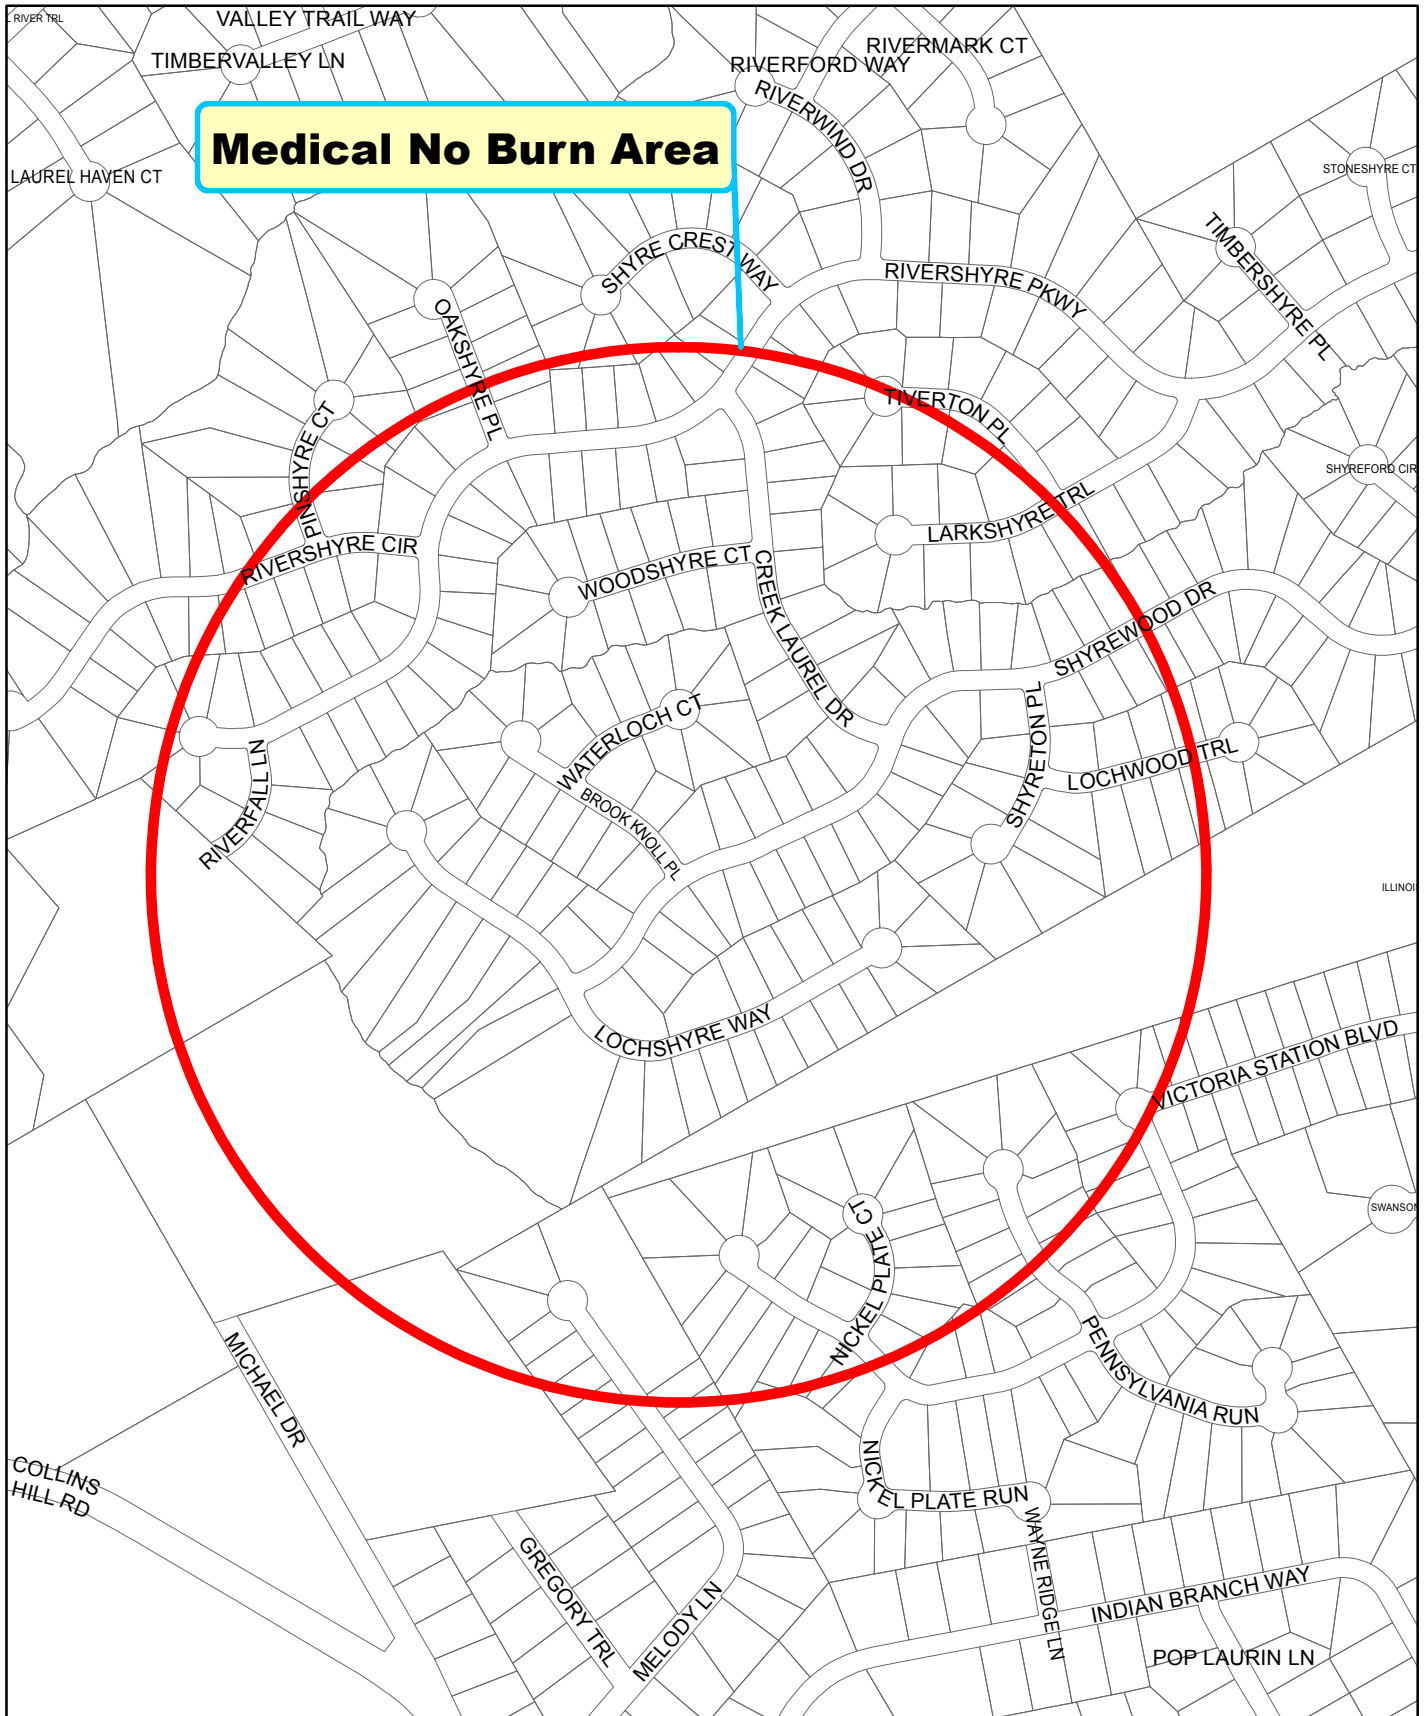 L RIVER TRL
VALLEY TRAIL WAY
TIMBERVALLEY LN
RIVERMARK CT
RIVERFORD WAY
RIVERWIND DR
Medical No Burn Area
LAUREL HAVEN CT
STONESHYRE CT
TIMBERSHYRE PL
SHYRE CREST WAY
RIVERSHYRE PKWY
OAKSHYRE PL
TIVERTON PL
PINSHYRE CT
SHYREFORD CIR
LARKSHYRE TRL
RIVERSHYRE CIR
WOODSHYRE CT
CREEK LAUREL DR
SHYREWOOD DR
SHYRETON PL
WATERLOCH CT
LOCHWOOD TRL
RIVERFALL LN
BROOK KNOLL PL
ILLINOIS
LOCHSHYRE WAY
VICTORIA STATION BLVD
SWANSON
NICKEL PLATE CT
MICHAEL DR
PENNSYLVANIA RUN
COLLINS
HILL RD
NICKEL PLATE RUN
WAYNE RIDGE LN
GREGORY TRL
MELODY LN
INDIAN BRANCH WAY
POP LAURIN LN